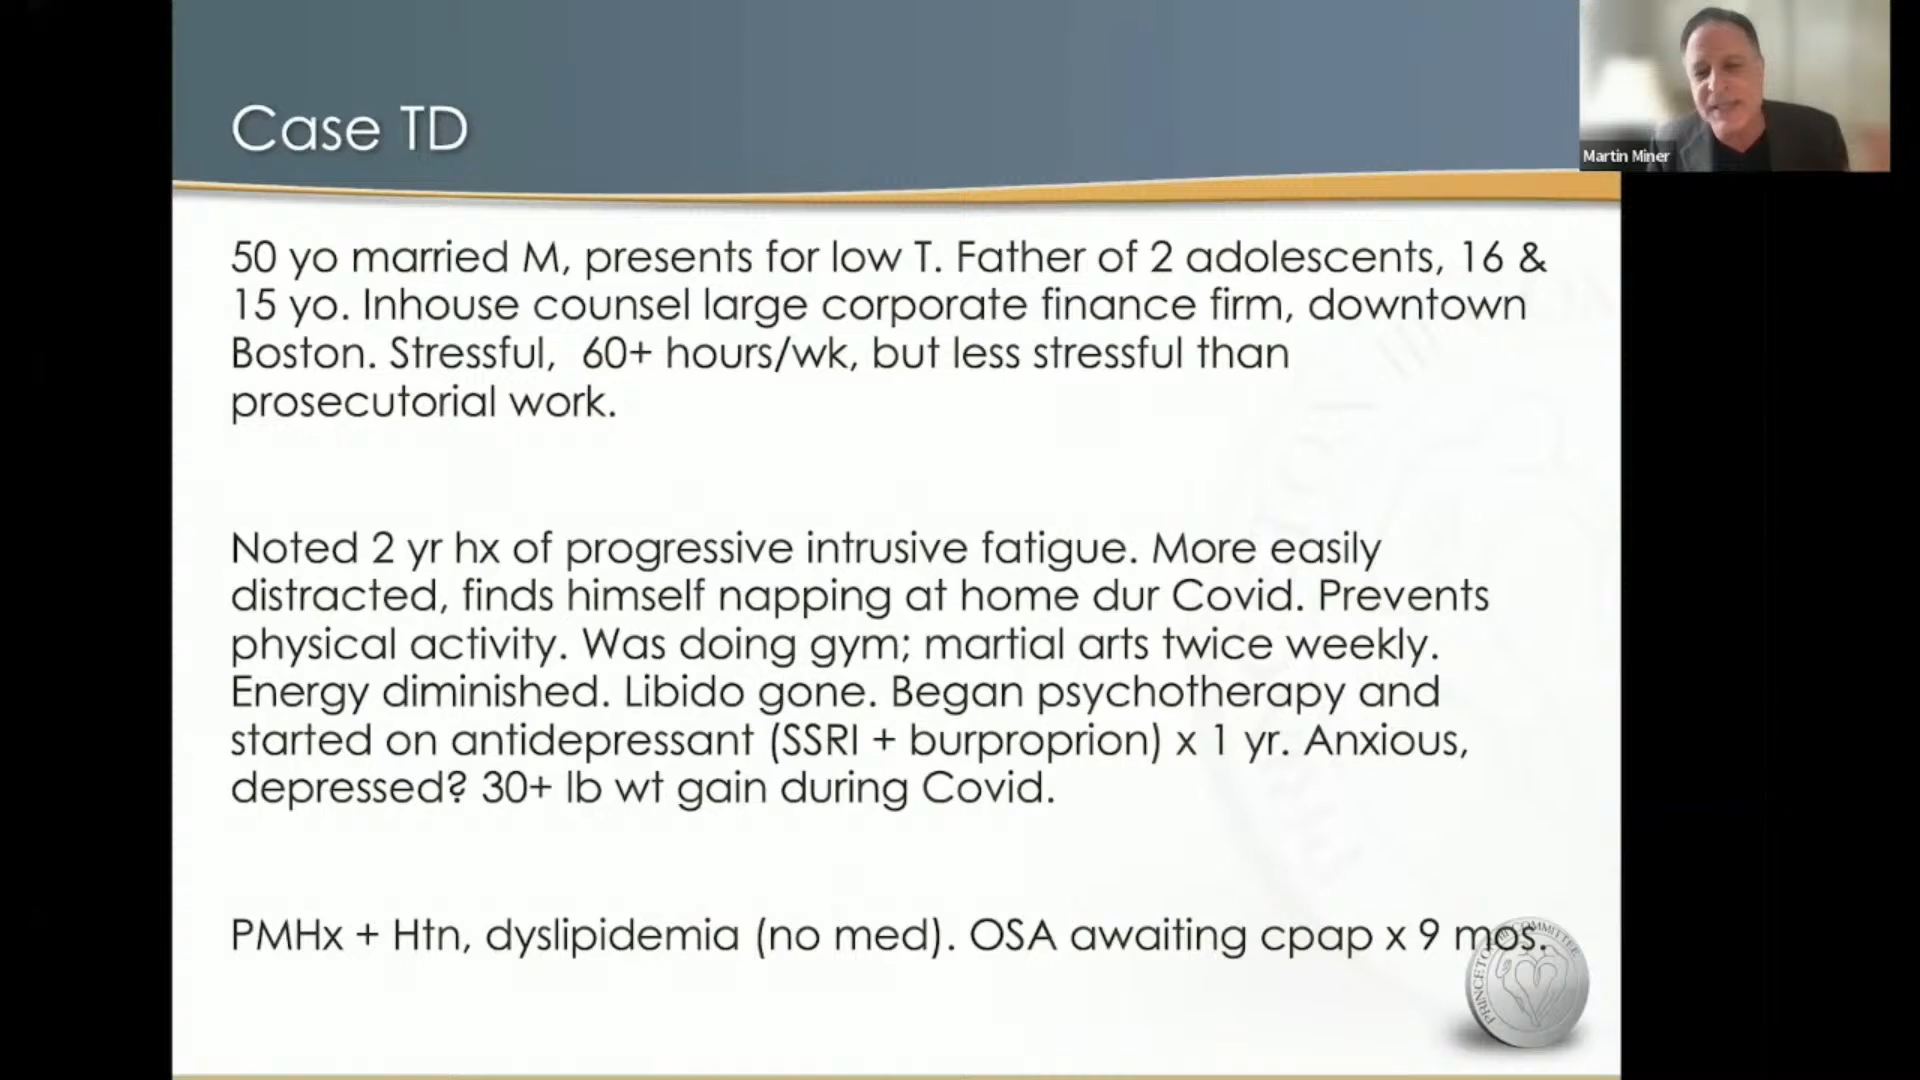 Case TD
Martin Miner
50 yo married M, presents for low T. Father of 2 adolescents, 16 &
15 yo. Inhouse counsel large corporate finance firm, downtown
Boston. Stressful,  60+ hours/wk, but less stressful than
prosecutorial work.
Noted 2 yr hx of progressive intrusive fatigue. More easily
distracted, finds himself napping at home dur Covid. Prevents
physical activity. Was doing gym; martial arts twice weekly.
Energy diminished. Libido gone. Began psychotherapy and
started on antidepressant (SSRI + burproprion) x 1 yr. Anxious,
depressed? 30+ lb wt gain during Covid.
PMHx + Htn, dyslipidemia (no med). OSA awaiting cpap x 9 mos.
PRINCETON III COMMITTEE